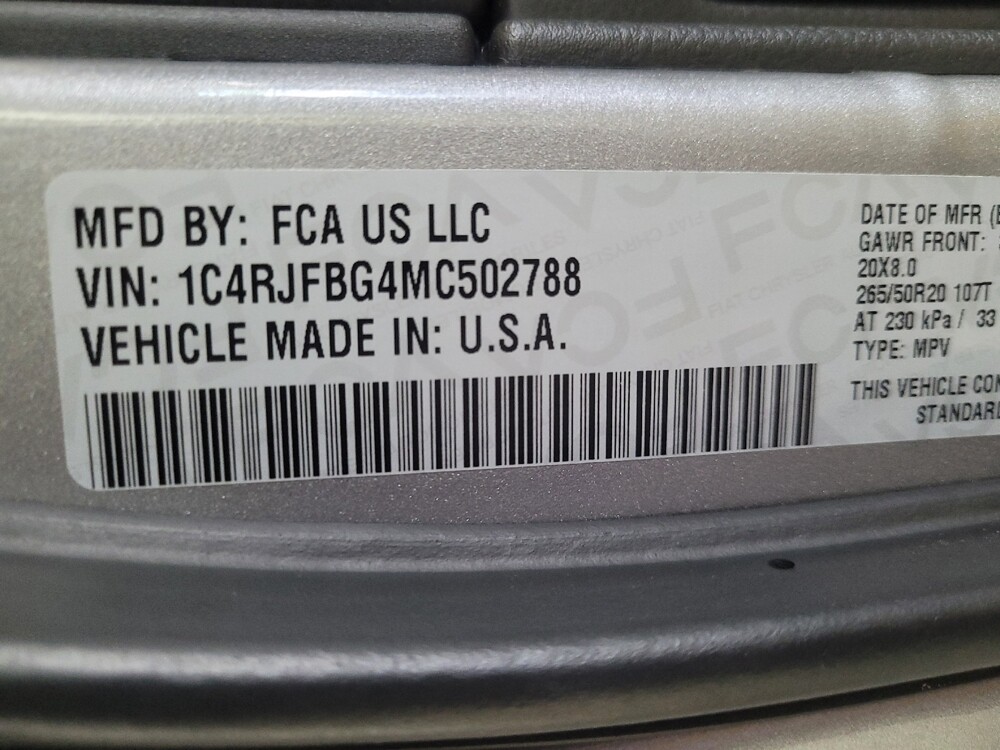 MFD BY: FCA US LLC
VIN: 1C4RJFBG4MC502788
VEHICLE MADE IN: U.S.A.
DATE OF MFR
GAWR FRONT:
20X8.0
265/50R20 107T
AT 230 kPa / 33
TYPE: MPV
THIS VEHICLE